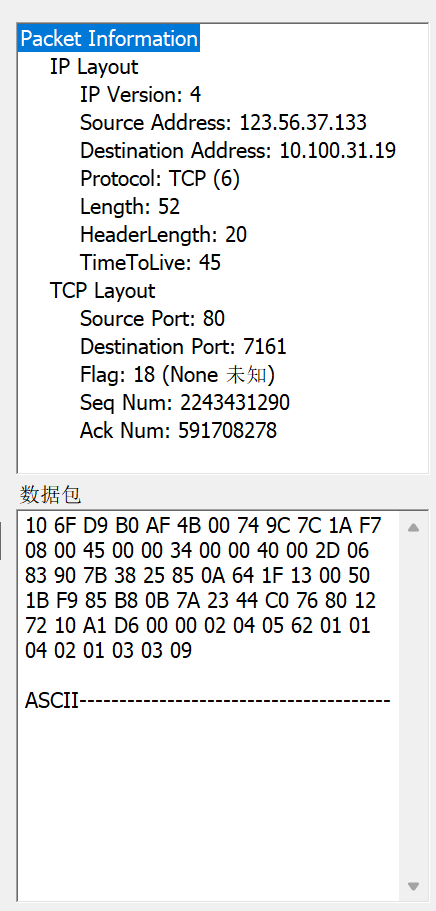 Packet Information
IP Layout
IP Version: 4
Source Address: 123.56.37.133
Destination Address: 10.100.31.19
Protocol: TCP (6)
Length: 52
HeaderLength: 20
TimeToLive: 45
TCP Layout
Source Port: 80
Destination Port: 7161
Flag: 18 (None 未知)
Seq Num: 2243431290
Ack Num: 591708278
数据包
10 6F D9 B0 AF 4B 00 74 9C 7C 1A F7
08 00 45 00 00 34 00 00 40 00 2D 06
83 90 7B 38 25 85 0A 64 1F 13 00 50
1B F9 85 B8 0B 7A 23 44 C0 76 80 12
72 10 A1 D6 00 00 02 04 05 62 01 01
04 02 01 03 03 09
ASCII---------------------------------------